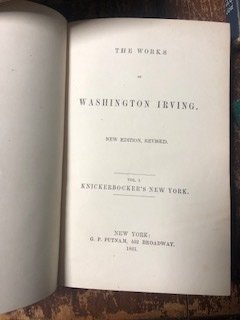 THE WORKS
OF
WASHINGTON IRVING.
NEW EDITION, REVISED.
VOL. I
KNICKERBOCKER'S NEW YORK.
NEW YORK:
G. P. PUTNAM, 532 BROADWAY.
1861.